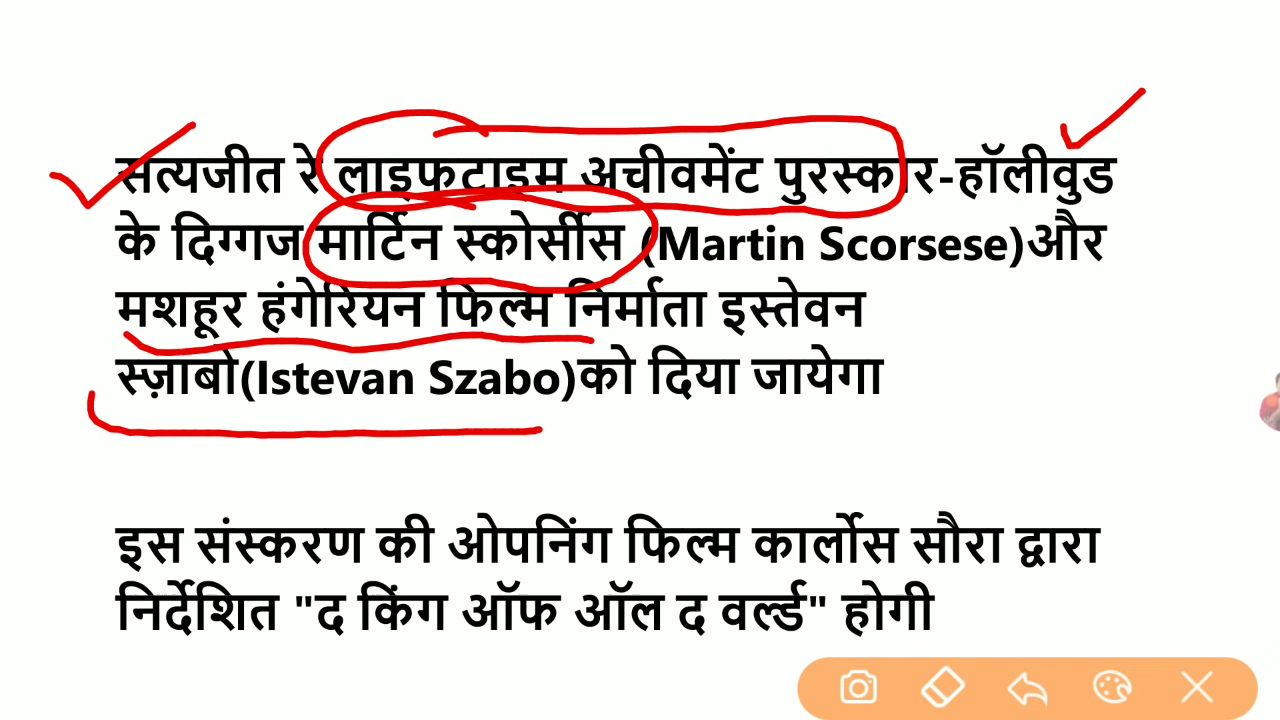 सत्यजीत रे लाइफटाइम अचीवमेंट पुरस्कार-हॉलीवुड
के दिग्गज मार्टिन स्कोर्सीस (Martin Scorsese)और
मशहूर हंगेरियन फिल्म निर्माता इस्तेवन
स्ज़ाबो(Istevan Szabo)को दिया जायेगा
इस संस्करण की ओपनिंग फिल्म कार्लोस सौरा द्वारा
निर्देशित "द किंग ऑफ ऑल द वर्ल्ड" होगी